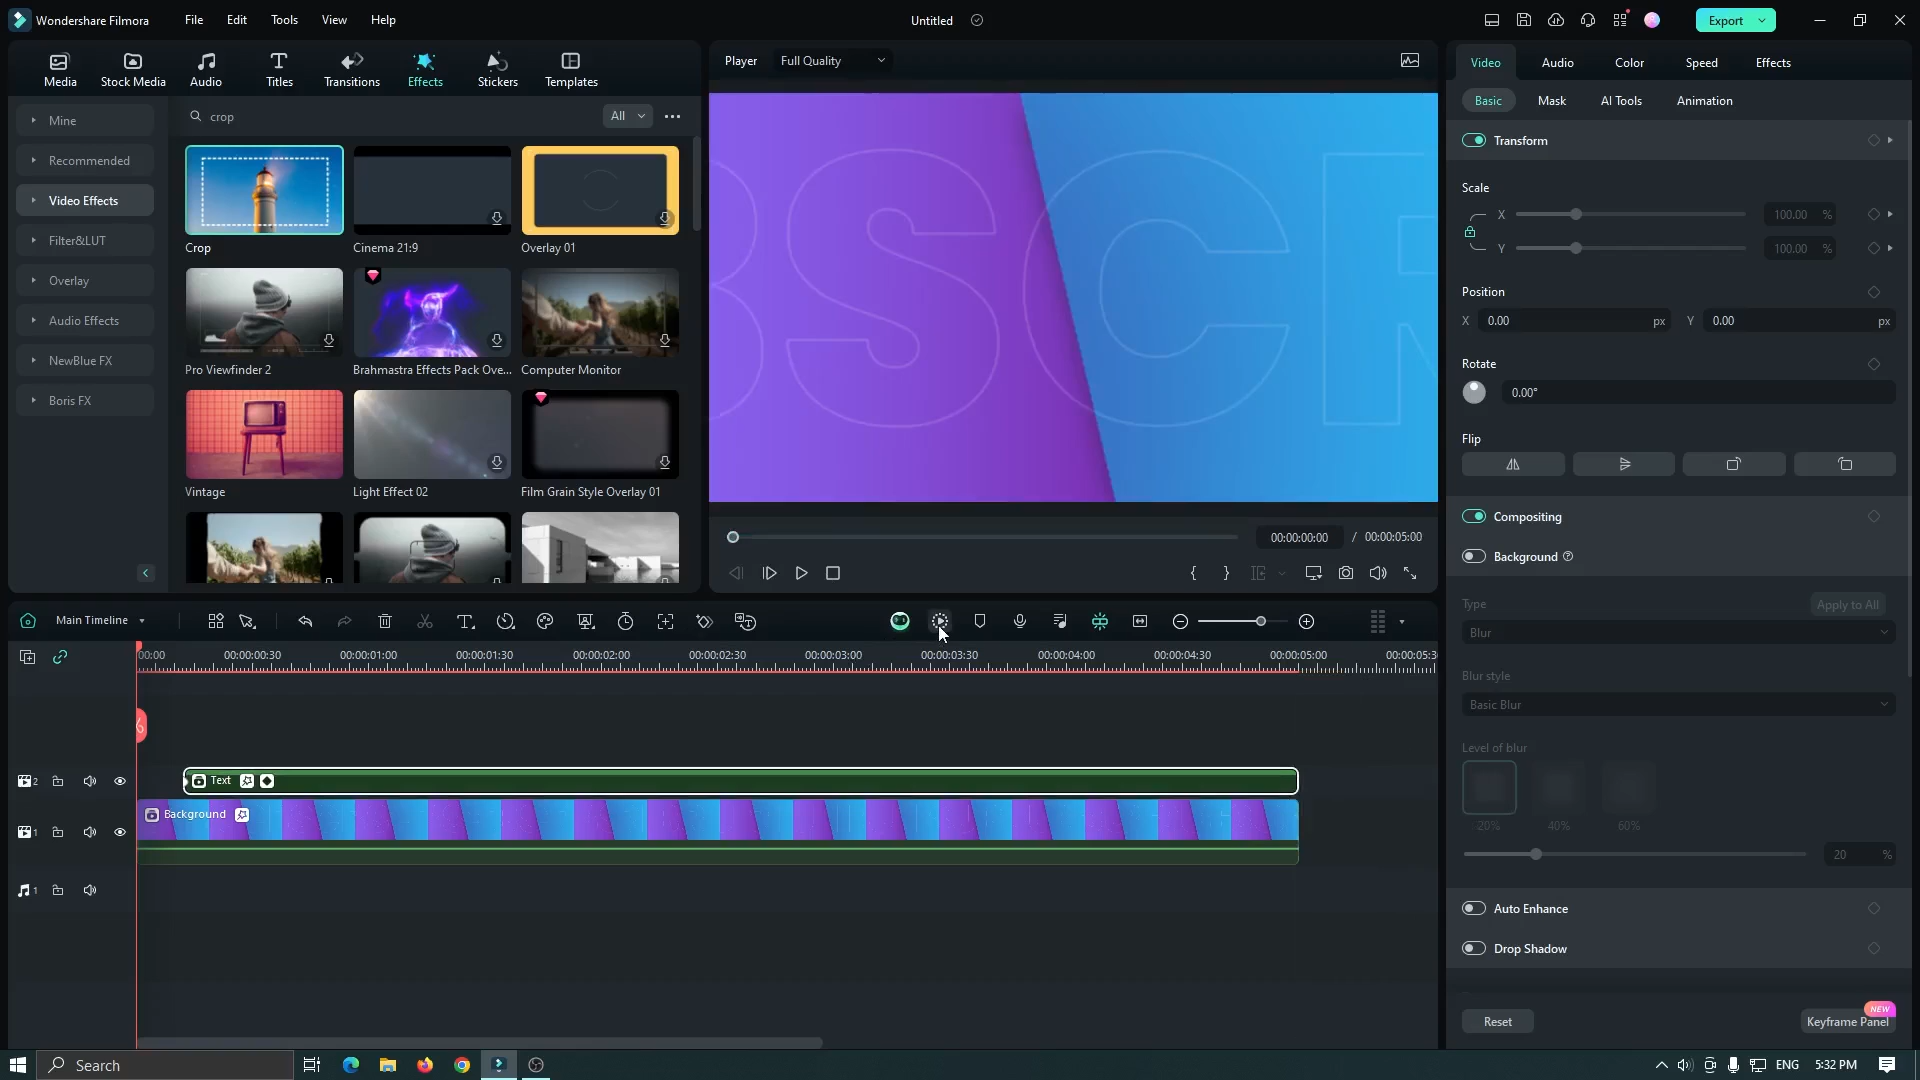 Wondershare Filmora
File
Edit
Tools
View
Help
Untitled
Export
Media
Stock Media
Audio
Titles
Transitions
Effects
Stickers
Templates
Player
Full Quality
Video
Audio
Color
Speed
Effects
Basic
Mask
AI Tools
Animation
Mine
Recommended
Video Effects
Filter&LUT
Overlay
Audio Effects
NewBlue FX
Boris FX
crop
All
Crop
Cinema 21:9
Overlay 01
Pro Viewfinder 2
Brahmastra Effects Pack Ove...
Computer Monitor
Vintage
Light Effect 02
Film Grain Style Overlay 01
BSCR
00:00:00:00 / 00:00:05:00
Transform
Scale
X 100.00 %
Y 100.00 %
Position
X 0.00 px Y 0.00 px
Rotate
0.00°
Flip
Compositing
Background
Type
Apply to All
Blur
Blur style
Basic Blur
Level of blur
20% 40% 60%
20 %
Auto Enhance
Drop Shadow
Reset
NEW
Keyframe Panel
Main Timeline
00:00 00:00:00:30 00:00:01:00 00:00:01:30 00:00:02:00 00:00:02:30 00:00:03:00 00:00:03:30 00:00:04:00 00:00:04:30 00:00:05:00 00:00:05:30
2
Text
1
Background
1
Search
ENG
5:32 PM